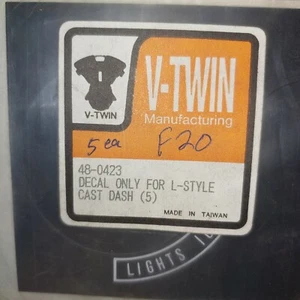 V-TWIN
V-TWIN
Manufacturing
5 ea F20
48-0423
DECAL ONLY FOR L-STYLE
CAST DASH (5)
MADE IN TAIWAN
LIGHTS